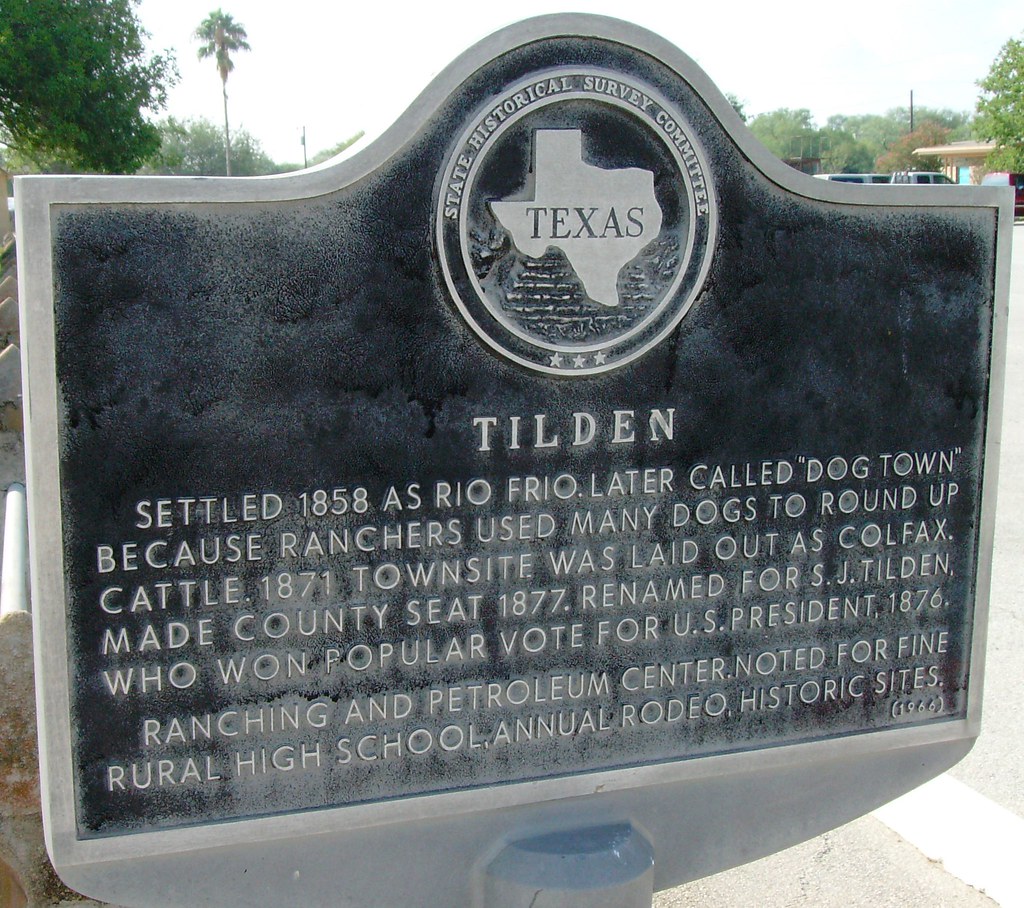 STATE HISTORICAL SURVEY COMMITTEE
TEXAS
TILDEN
SETTLED 1858 AS RIO FRIO. LATER CALLED "DOG TOWN"
BECAUSE RANCHERS USED MANY DOGS TO ROUND UP
CATTLE. 1871 TOWNSITE WAS LAID OUT AS COLFAX.
MADE COUNTY SEAT 1877. RENAMED FOR S. J. TILDEN,
WHO WON POPULAR VOTE FOR U.S. PRESIDENT, 1876.
RANCHING AND PETROLEUM CENTER. NOTED FOR FINE
RURAL HIGH SCHOOL, ANNUAL RODEO, HISTORIC SITES.
(1966)